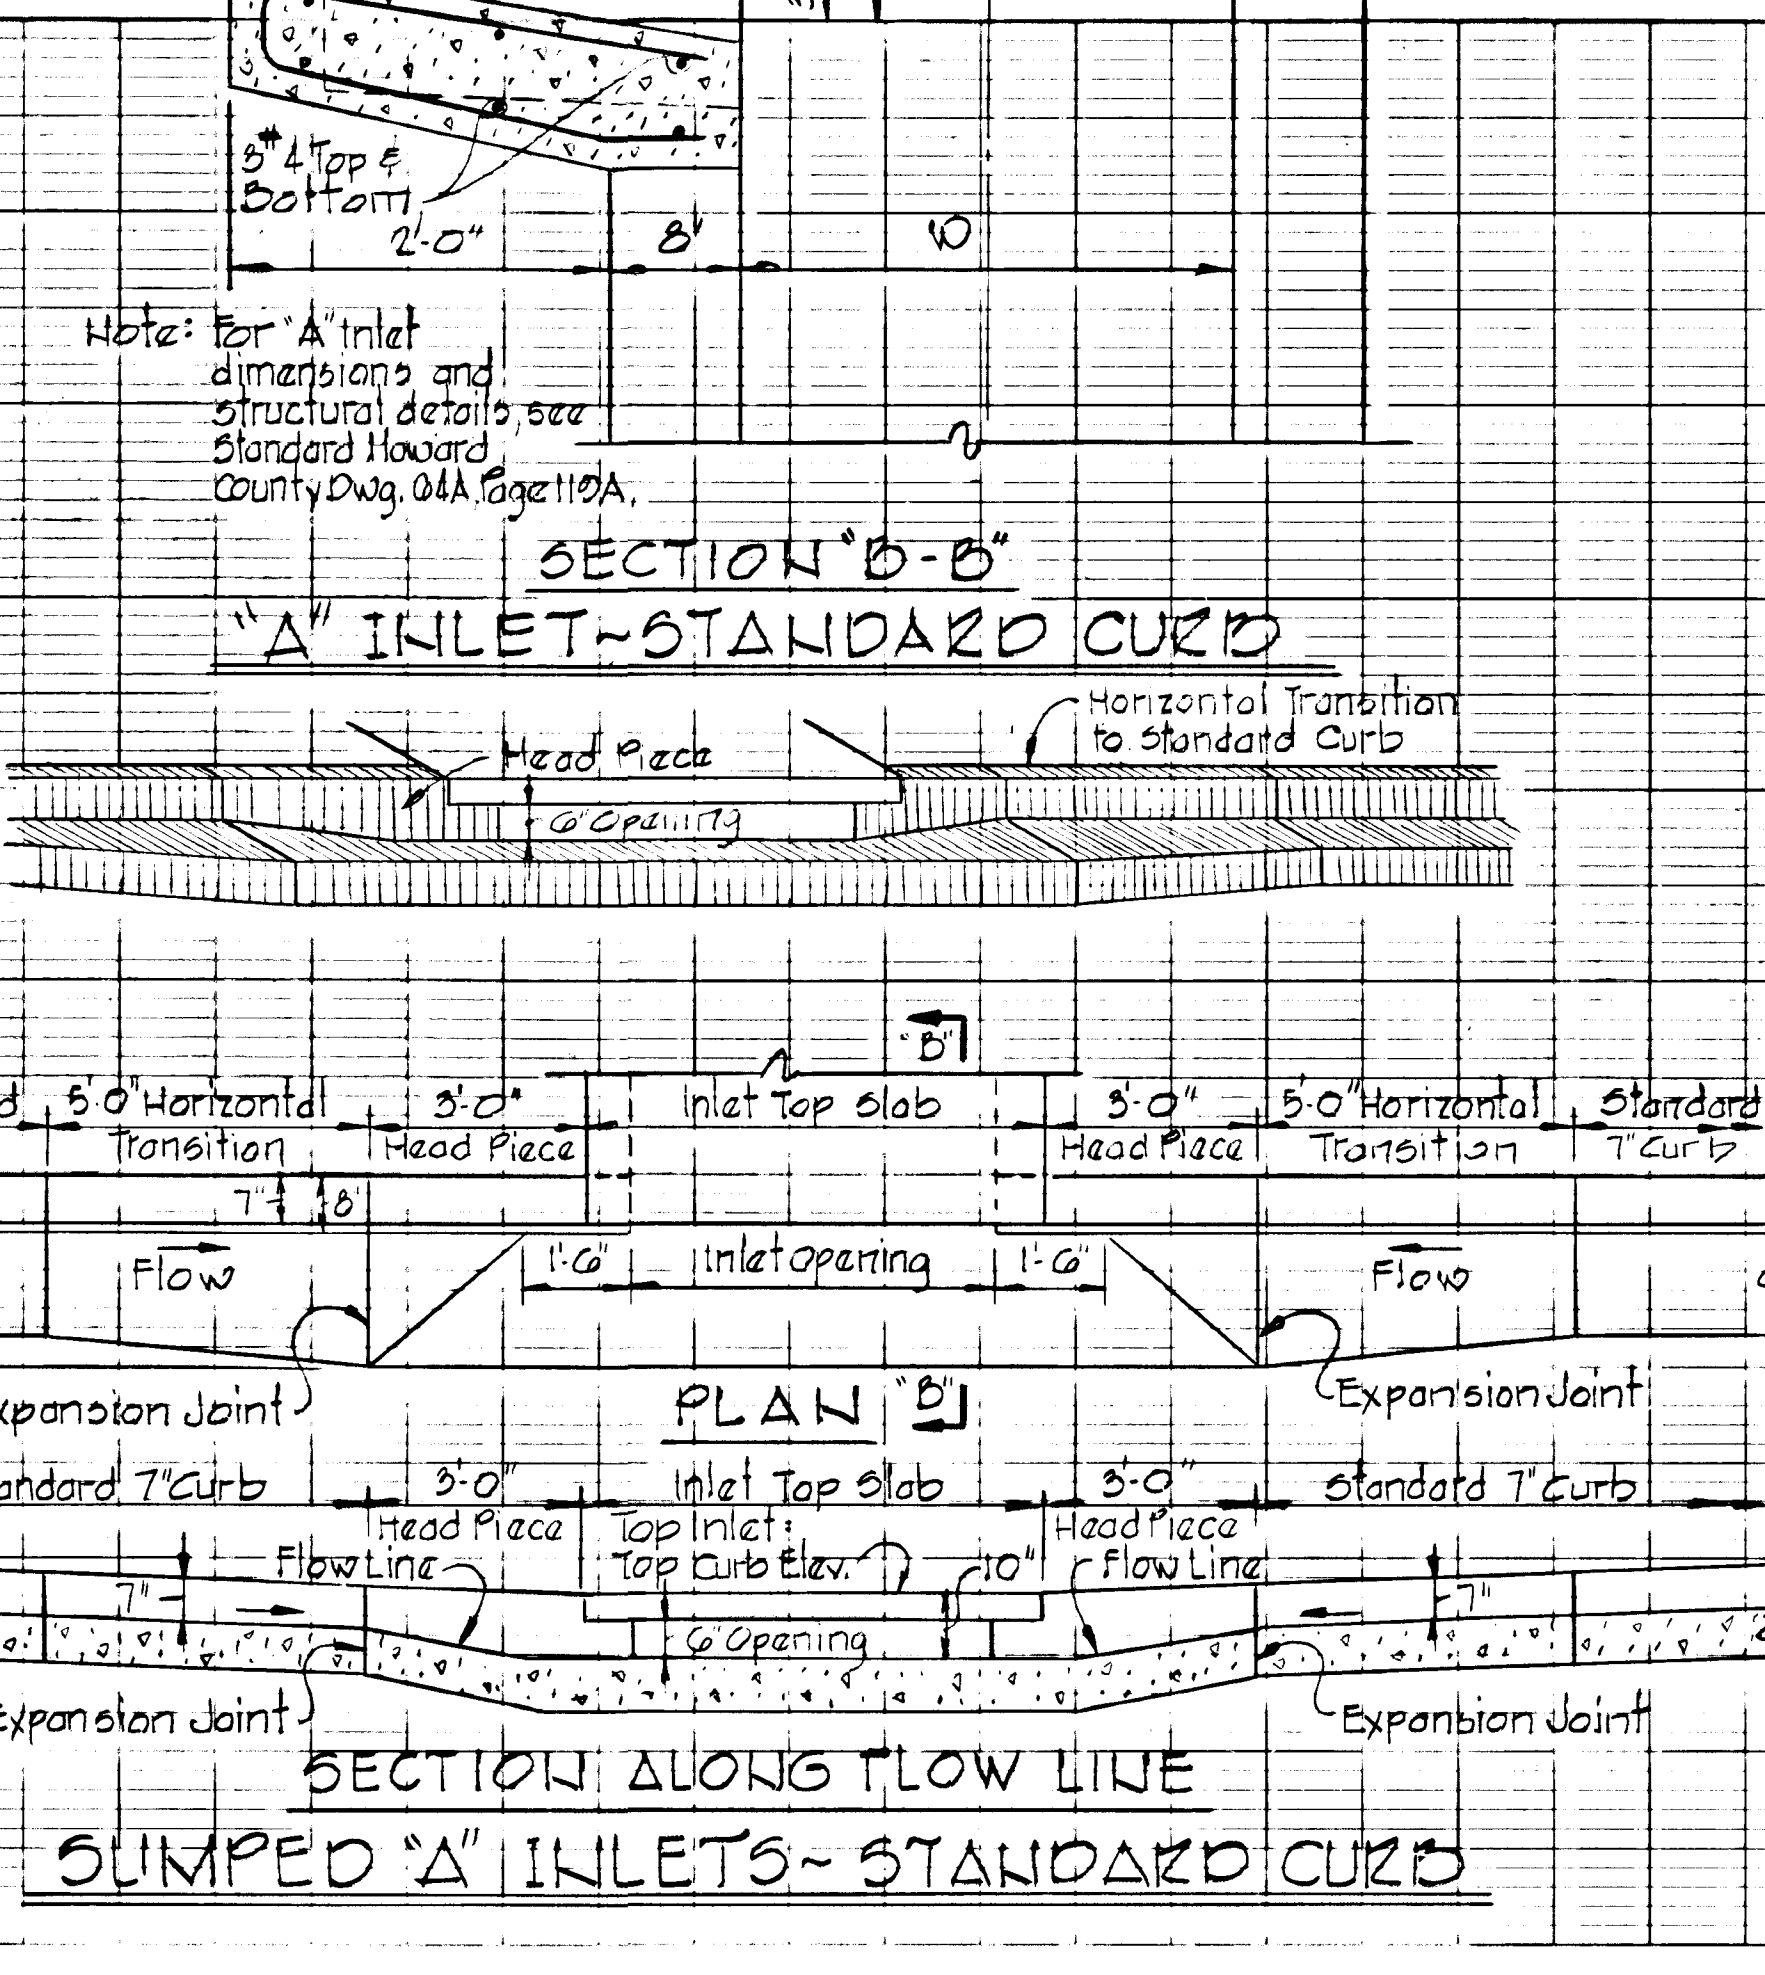 3 #4 Top &
Bottom
2'-0" 8" W
Note: For "A" Inlet
dimensions and
structural details, see
Standard Howard
County Dwg. G4A Page 119A.
SECTION "B-B"
"A" INLET~STANDARD CURB
Horizontal Transition
to Standard Curb
Head Piece
6" Opening
"B"
5'-0" Horizontal 3'-0" Inlet Top Slab 3'-0" 5'-0" Horizontal Standard
Transition Head Piece Head Piece Transition 7" Curb
7" 8"
1'-6" Inlet Opening 1'-6"
Flow Flow
xpansion Joint PLAN "B" Expansion Joint
andard 7" Curb 3'-0" Inlet Top Slab 3'-0" Standard 7" Curb
Head Piece Top Inlet: Head Piece
Flow Line Top Curb Elev. 10" Flow Line
7" 7"
6" Opening
Expansion Joint Expansion Joint
SECTION ALONG FLOW LINE
SUMPED "A" INLETS~STANDARD CURB